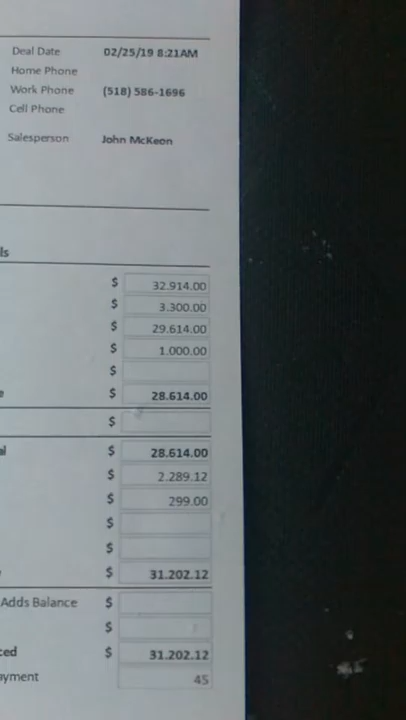 Deal Date 02/25/19 8:21AM
Home Phone
Work Phone (518) 586-1696
Cell Phone
Salesperson John McKeon
ls
$ 32,914.00
$ 3,300.00
$ 29,614.00
$ 1,000.00
$
e $ 28,614.00
$
al $ 28,614.00
$ 2,289.12
$ 299.00
$
$
e $ 31,202.12
Adds Balance $
$
ced $ 31,202.12
ayment 45